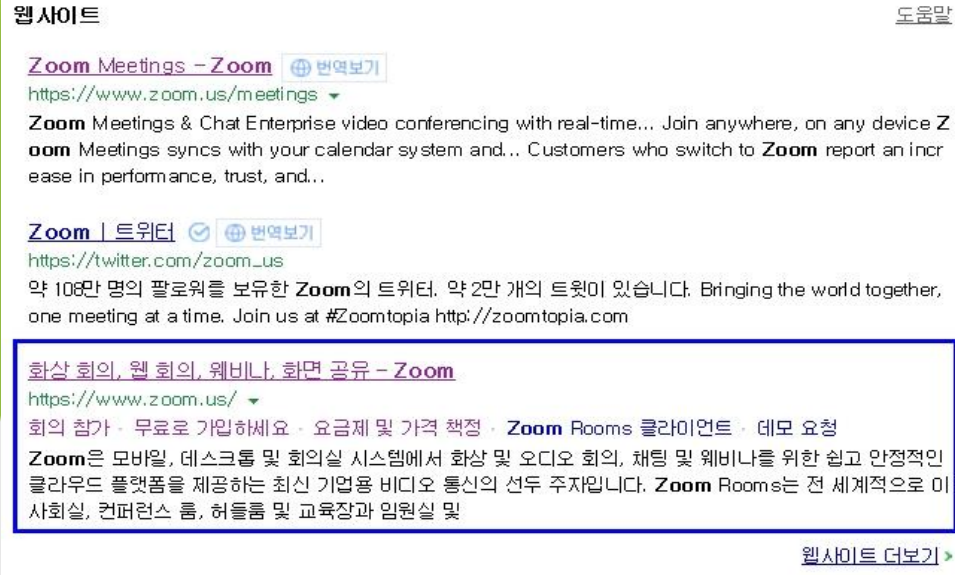 웹사이트 도움말
Zoom Meetings - Zoom 번역보기
https://www.zoom.us/meetings
Zoom Meetings & Chat Enterprise video conferencing with real-time... Join anywhere, on any device Z
oom Meetings syncs with your calendar system and... Customers who switch to Zoom report an incr
ease in performance, trust, and...
Zoom | 트위터 번역보기
https://twitter.com/zoom_us
약 108만 명의 팔로워를 보유한 Zoom의 트위터. 약 2만 개의 트윗이 있습니다. Bringing the world together,
one meeting at a time. Join us at #Zoomtopia http://zoomtopia.com
화상 회의, 웹 회의, 웨비나, 화면 공유 - Zoom
https://www.zoom.us/
회의 참가 · 무료로 가입하세요 · 요금제 및 가격 책정 · Zoom Rooms 클라이언트 · 데모 요청
Zoom은 모바일, 데스크톱 및 회의실 시스템에서 화상 및 오디오 회의, 채팅 및 웨비나를 위한 쉽고 안정적인
클라우드 플랫폼을 제공하는 최신 기업용 비디오 통신의 선두 주자입니다. Zoom Rooms는 전 세계적으로 이
사회실, 컨퍼런스 룸, 허들룸 및 교육장과 임원실 및
웹사이트 더보기 >